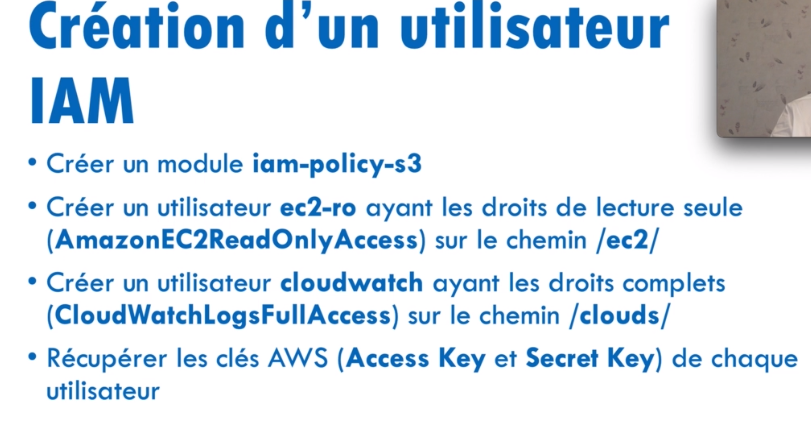 Création d’un utilisateur
IAM
• Créer un module iam-policy-s3
• Créer un utilisateur ec2-ro ayant les droits de lecture seule
(AmazonEC2ReadOnlyAccess) sur le chemin /ec2/
• Créer un utilisateur cloudwatch ayant les droits complets
(CloudWatchLogsFullAccess) sur le chemin /clouds/
• Récupérer les clés AWS (Access Key et Secret Key) de chaque
utilisateur